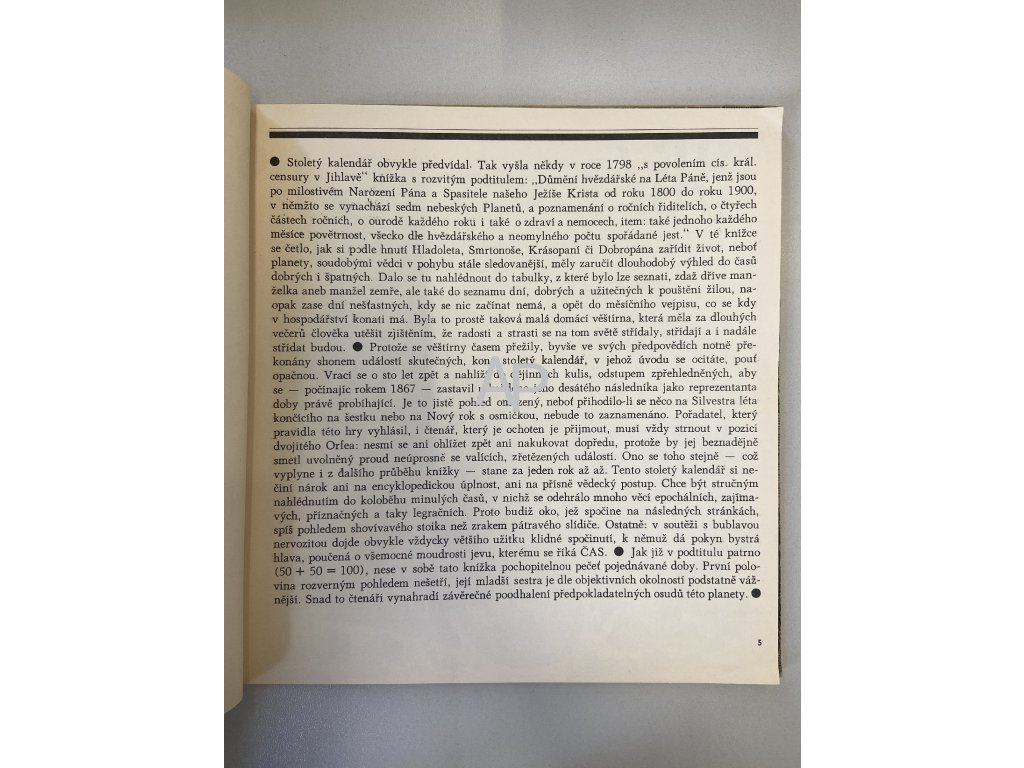 ● Stoletý kalendář obvykle předvídal. Tak vyšla někdy v roce 1798 „s povolením cís. král.
censury v Jihlavě" knížka s rozvitým podtitulem: „Důmění hvězdářské na Léta Páně, jenž jsou
po milostivém Narození Pána a Spasitele našeho Ježíše Krista od roku 1800 do roku 1900,
v němžto se vynachází sedm nebeských Planetů, a poznamenání o ročních řiditelích, o čtyřech
částech ročních, o ourodě každého roku i také o zdraví a nemocech, item: také jednoho každého
měsíce povětrnost, všecko dle hvězdářského a neomylného počtu spořádané jest." V té knížce
se četlo, jak si podle hnutí Hladoleta, Smrtonoše, Krásopaní či Dobropána zařídit život, neboť
planety, soudobými vědci v pohybu stále sledovanější, měly zaručit dlouhodobý výhled do časů
dobrých i špatných. Dalo se tu nahlédnout do tabulky, z které bylo lze seznati, zdaž dříve man-
želka aneb manžel zemře, ale také do seznamu dní, dobrých a užitečných k pouštění žilou, na-
opak zase dní nešťastných, kdy se nic začínat nemá, a opět do měsíčního vejpisu, co se kdy
v hospodářství konati má. Byla to prostě taková malá domácí věštírna, která měla za dlouhých
večerů člověka utěšit zjištěním, že radosti a strasti se na tom světě střídaly, střídají a i nadále
střídat budou. ● Protože se věštírny časem přežily, byvše ve svých předpovědích notně pře-
konány shonem událostí skutečných, koná stoletý kalendář, v jehož úvodu se ocitáte, pouť
opačnou. Vrací se o sto let zpět a nahlíží do dějinných kulis, odstupem zpřehledněných, aby
se — počínajíc rokem 1867 — zastavil u každého jeho desátého následníka jako reprezentanta
doby právě probíhající. Je to jistě pohled omezený, neboť přihodilo-li se něco na Silvestra léta
končícího na šestku nebo na Nový rok s osmičkou, nebude to zaznamenáno. Pořadatel, který
pravidla této hry vyhlásil, i čtenář, který je ochoten je přijmout, musí vždy strnout v pozici
dvojitého Orfea: nesmí se ani ohlížet zpět ani nakukovat dopředu, protože by jej beznadějně
smetl uvolněný proud neúprosně se valících, zřetězených událostí. Ono se toho stejně — což
vyplyne i z dalšího průběhu knížky — stane za jeden rok až až. Tento stoletý kalendář si ne-
činí nárok ani na encyklopedickou úplnost, ani na přísně vědecký postup. Chce být stručným
nahlédnutím do koloběhu minulých časů, v nichž se odehrálo mnoho věcí epochálních, zajíma-
vých, příznačných a taky legračních. Proto budiž oko, jež spočine na následných stránkách,
spíš pohledem shovívavého stoika než zrakem pátravého slídiče. Ostatně: v soutěži s bublavou
nervozitou dojde obvykle vždycky většího užitku klidné spočinutí, k němuž dá pokyn bystrá
hlava, poučená o všemocné moudrosti jevu, kterému se říká ČAS. ● Jak již v podtitulu patrno
(50 + 50 = 100), nese v sobě tato knížka pochopitelnou pečeť pojednávané doby. První polo-
vina rozverným pohledem nešetří, její mladší sestra je dle objektivních okolností podstatně váž-
nější. Snad to čtenáři vynahradí závěrečné poodhalení předpokladatelných osudů této planety. ●
5
AP